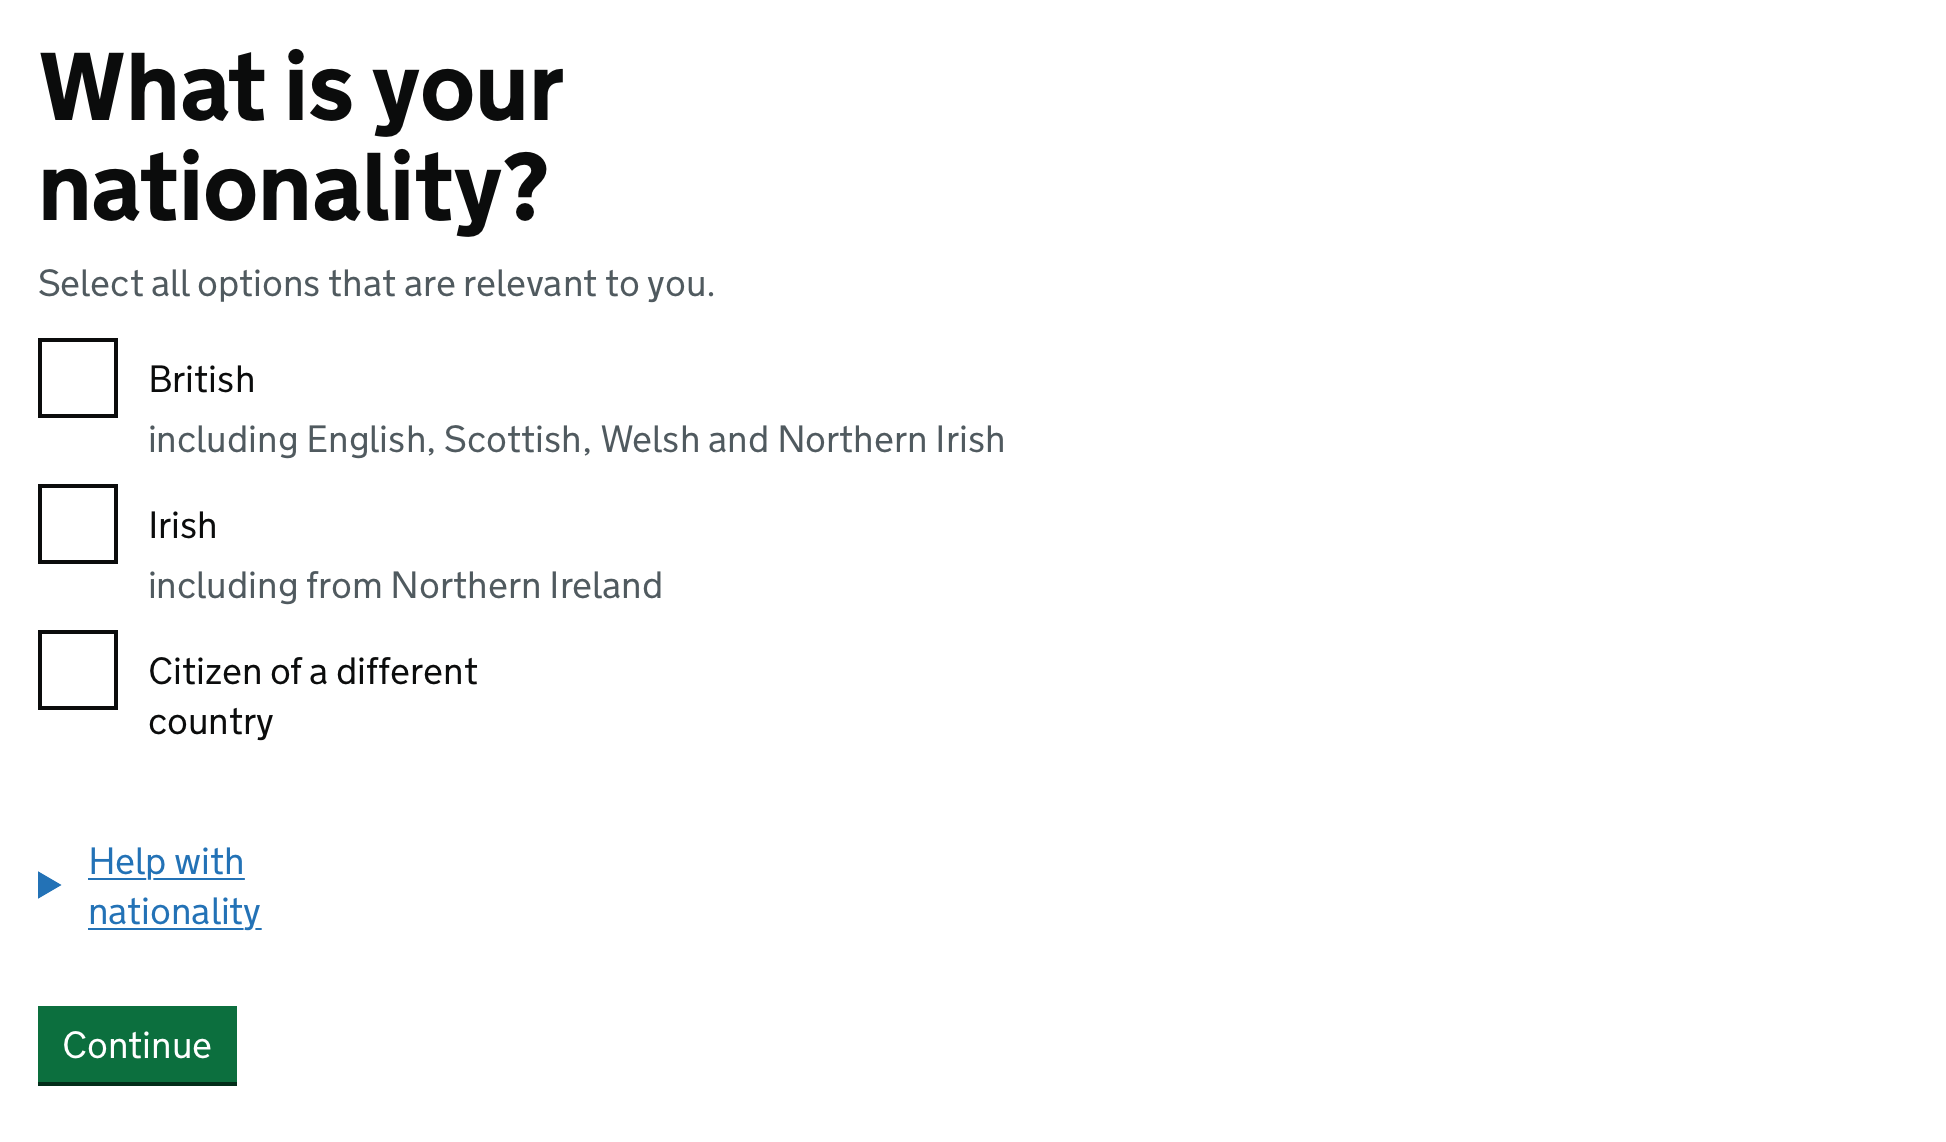 What is your
nationality?
Select all options that are relevant to you.
British
including English, Scottish, Welsh and Northern Irish
Irish
including from Northern Ireland
Citizen of a different
country
Help with
nationality
Continue